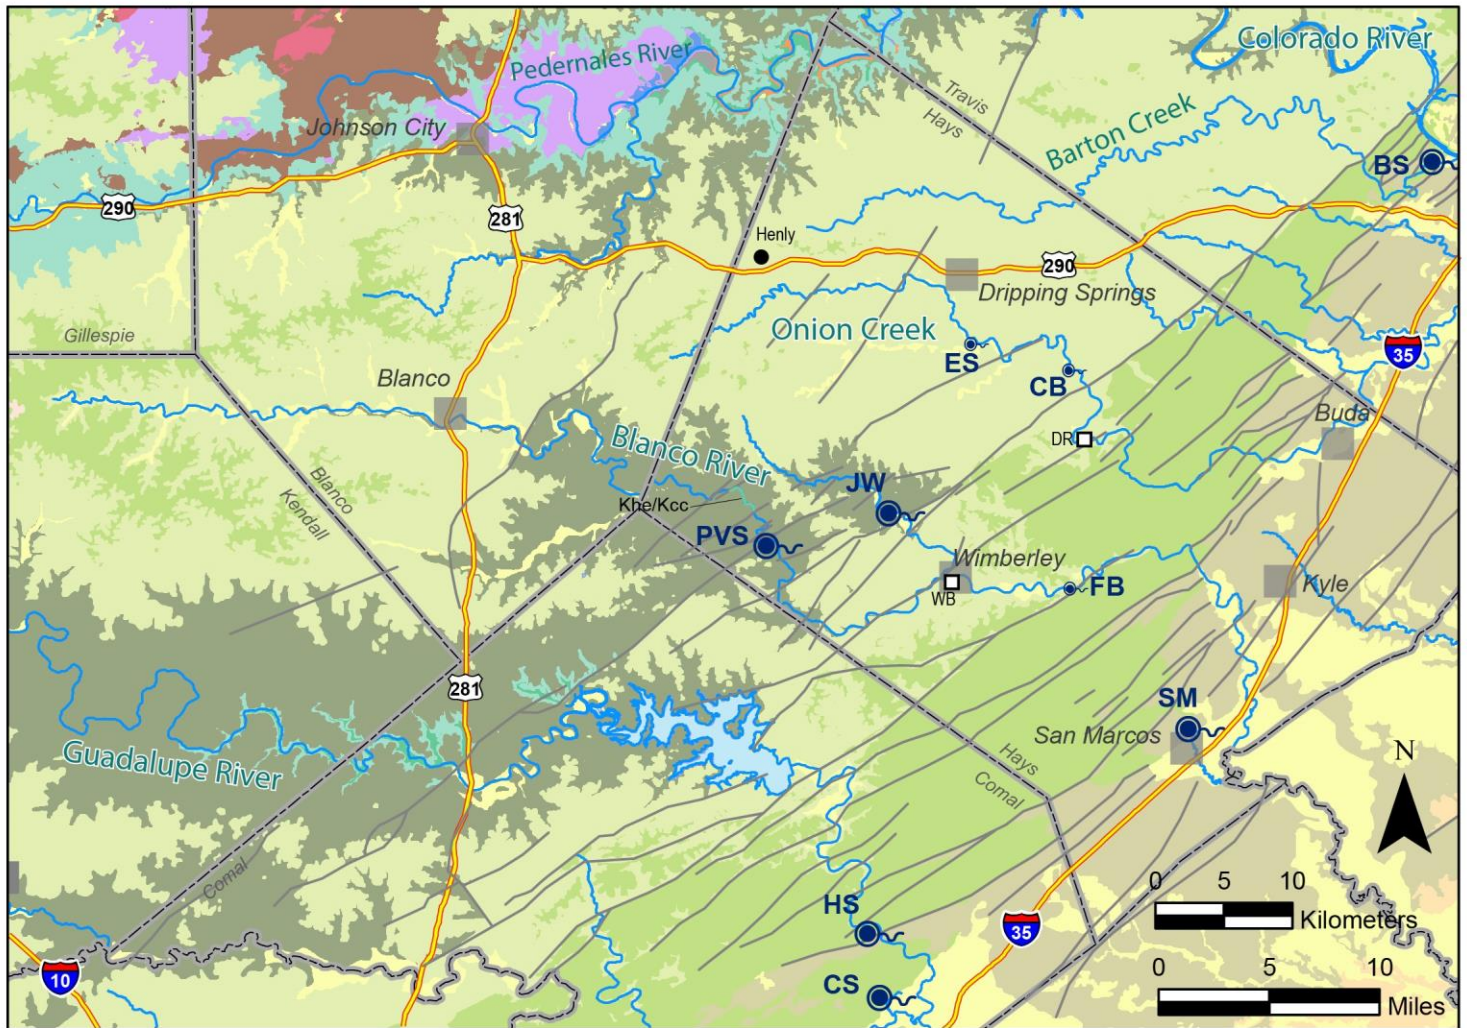 Colorado River
Pedernales River
Travis
Hays
Johnson City
Barton Creek
BS
290
281
Henly
290
Dripping Springs
Onion Creek
Gillespie
ES
35
CB
Blanco
Buda
Blanco River
DR
JW
Blanco
Kendall
Khe/Kcc
PVS
Wimberley
Kyle
FB
WB
281
SM
San Marcos
Guadalupe River
Hays
Comal
N
Comal
0 5 10
Kilometers
HS
35
0 5 10
10
CS
Miles